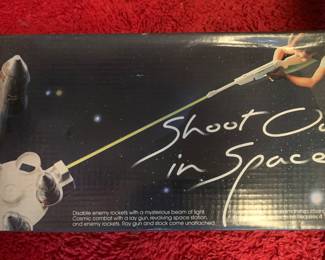 Shoot Ou
in Space
Disable enemy rockets with a mysterious beam of light.
Cosmic combat with a ray gun, revolving space station,
and enemy rockets. Ray gun and stock come unattached.